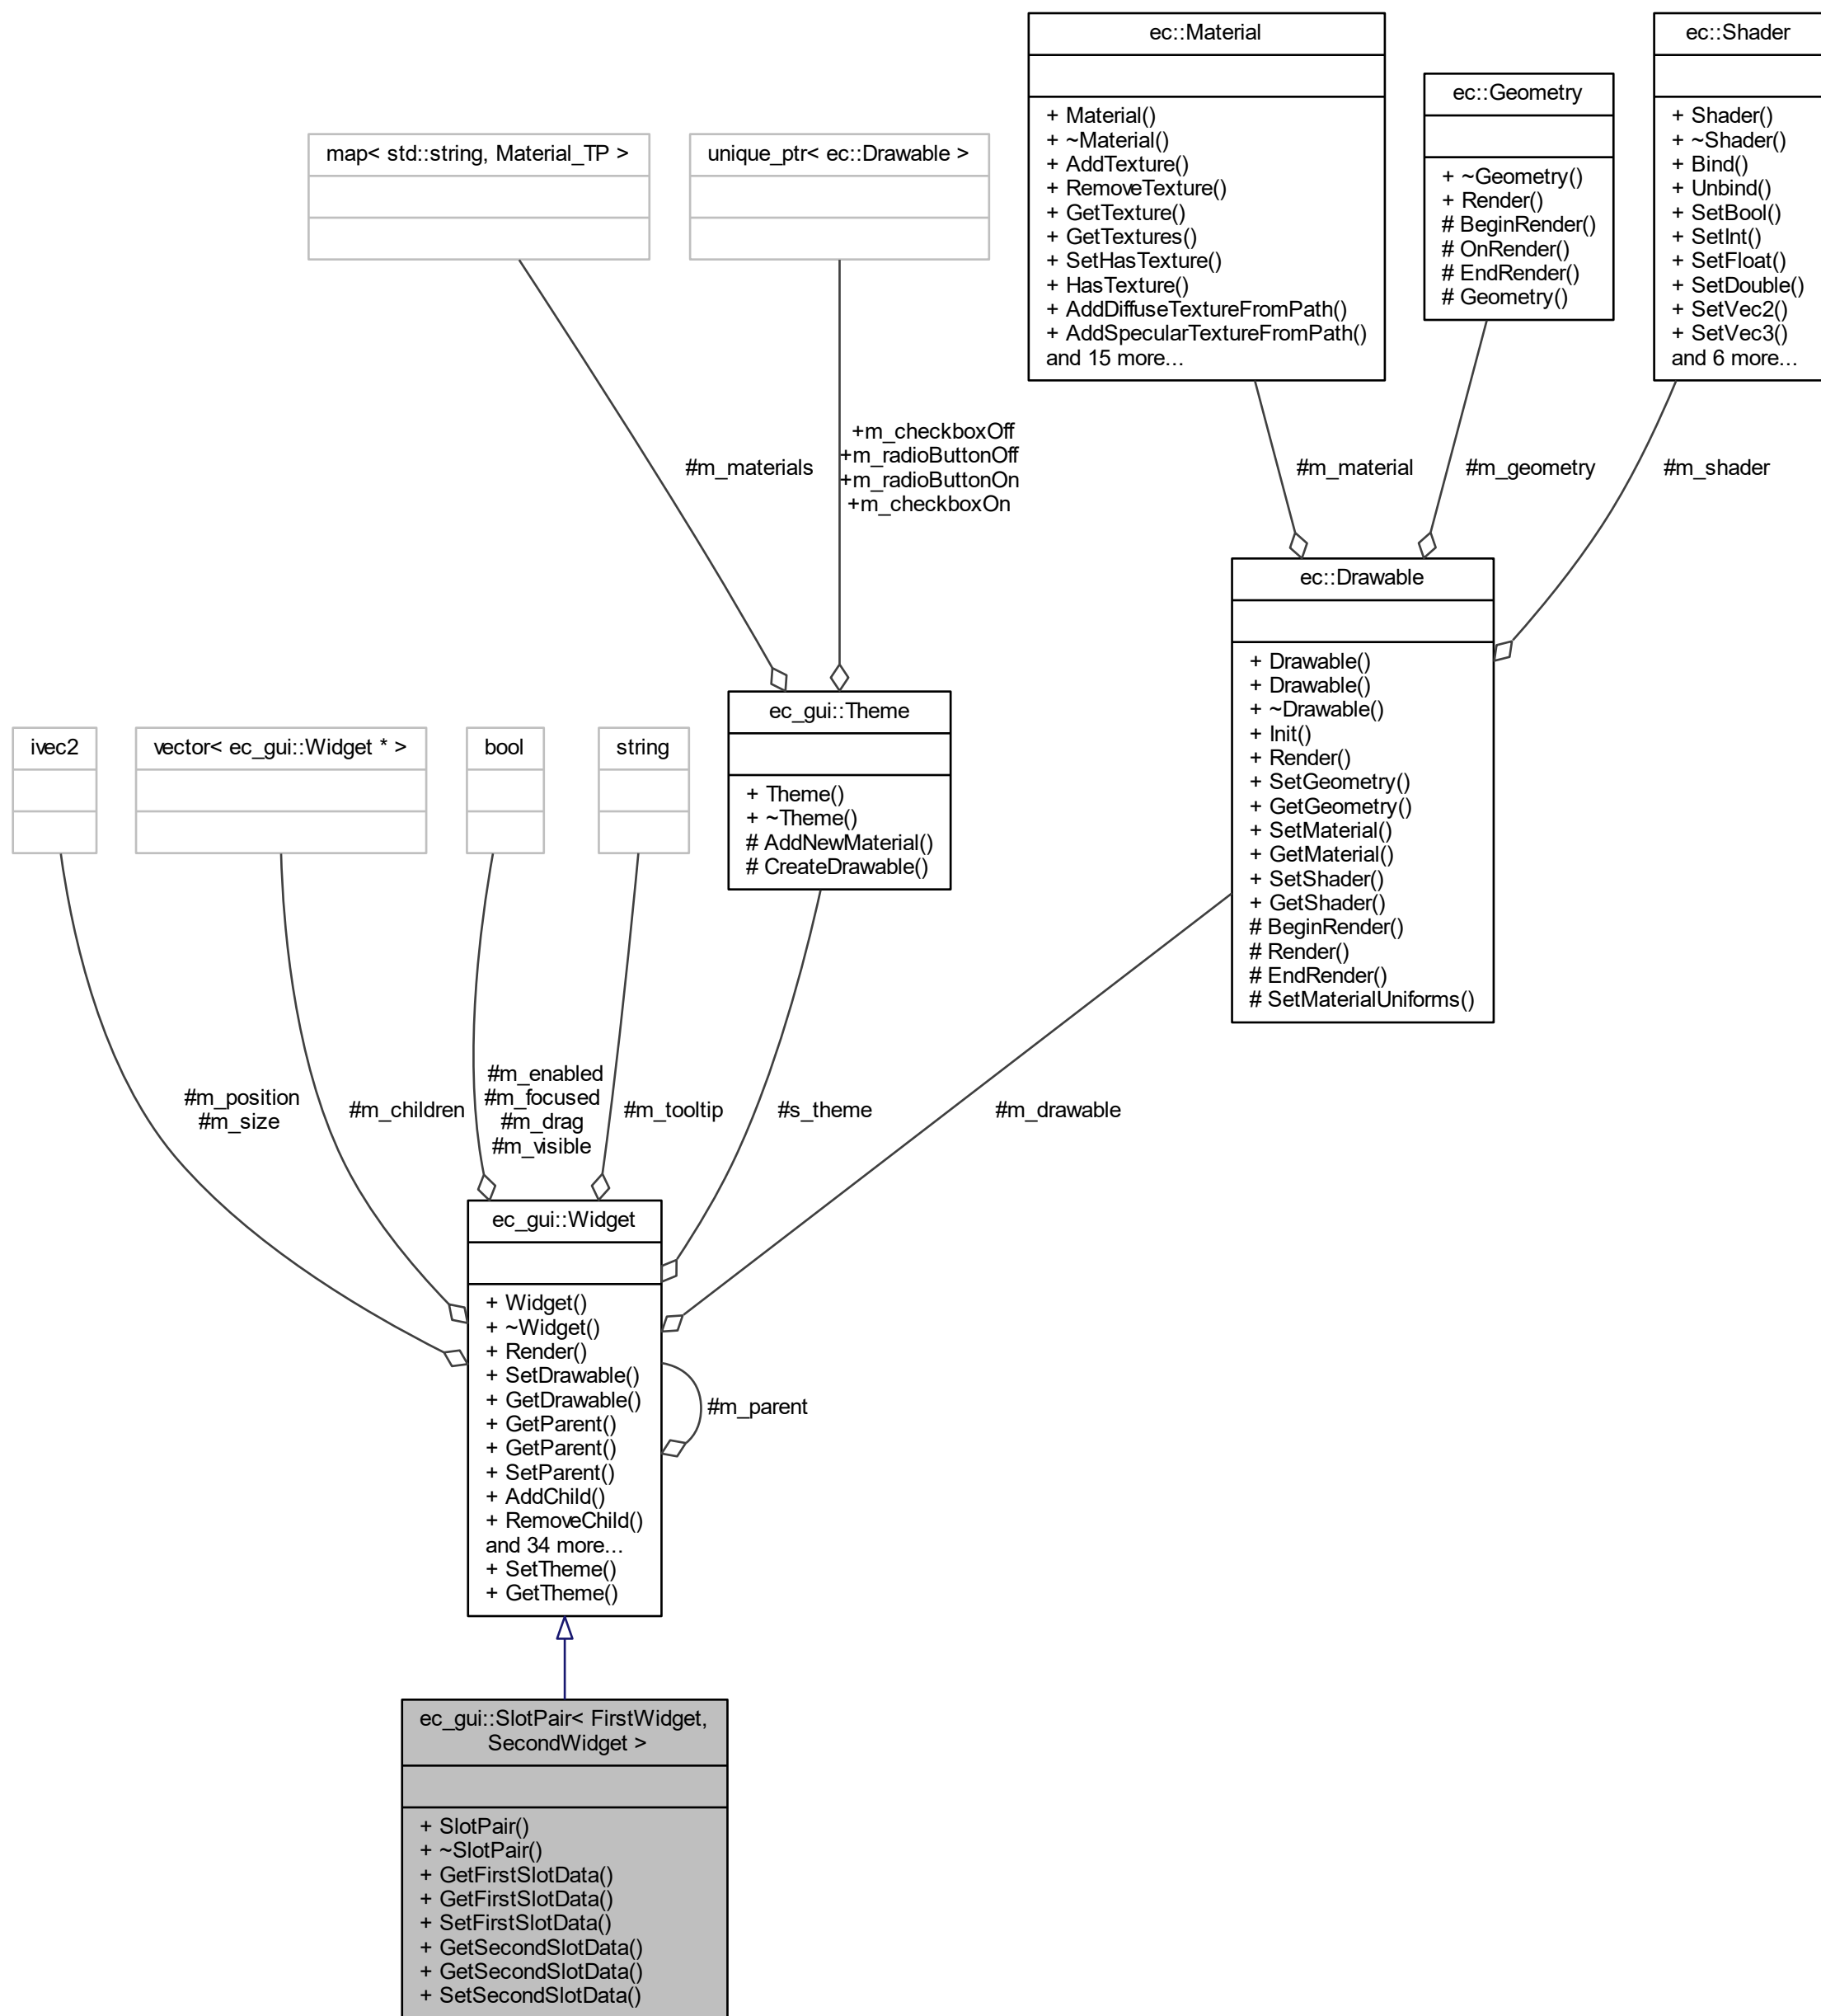 ec::Material
+ Material()
+ ~Material()
+ AddTexture()
+ RemoveTexture()
+ GetTexture()
+ GetTextures()
+ SetHasTexture()
+ HasTexture()
+ AddDiffuseTextureFromPath()
+ AddSpecularTextureFromPath()
and 15 more...
ec::Geometry
+ ~Geometry()
+ Render()
# BeginRender()
# OnRender()
# EndRender()
# Geometry()
ec::Shader
+ Shader()
+ ~Shader()
+ Bind()
+ Unbind()
+ SetBool()
+ SetInt()
+ SetFloat()
+ SetDouble()
+ SetVec2()
+ SetVec3()
and 6 more...
map< std::string, Material_TP >
unique_ptr< ec::Drawable >
#m_materials
+m_checkboxOff
+m_radioButtonOff
+m_radioButtonOn
+m_checkboxOn
#m_material
#m_geometry
#m_shader
ec::Drawable
+ Drawable()
+ Drawable()
+ ~Drawable()
+ Init()
+ Render()
+ SetGeometry()
+ GetGeometry()
+ SetMaterial()
+ GetMaterial()
+ SetShader()
+ GetShader()
# BeginRender()
# Render()
# EndRender()
# SetMaterialUniforms()
ec_gui::Theme
+ Theme()
+ ~Theme()
# AddNewMaterial()
# CreateDrawable()
ivec2
vector< ec_gui::Widget * >
bool
string
#m_position
#m_size
#m_children
#m_enabled
#m_focused
#m_drag
#m_visible
#m_tooltip
#s_theme
#m_drawable
ec_gui::Widget
+ Widget()
+ ~Widget()
+ Render()
+ SetDrawable()
+ GetDrawable()
+ GetParent()
+ GetParent()
+ SetParent()
+ AddChild()
+ RemoveChild()
and 34 more...
+ SetTheme()
+ GetTheme()
#m_parent
ec_gui::SlotPair< FirstWidget,
SecondWidget >
+ SlotPair()
+ ~SlotPair()
+ GetFirstSlotData()
+ GetFirstSlotData()
+ SetFirstSlotData()
+ GetSecondSlotData()
+ GetSecondSlotData()
+ SetSecondSlotData()